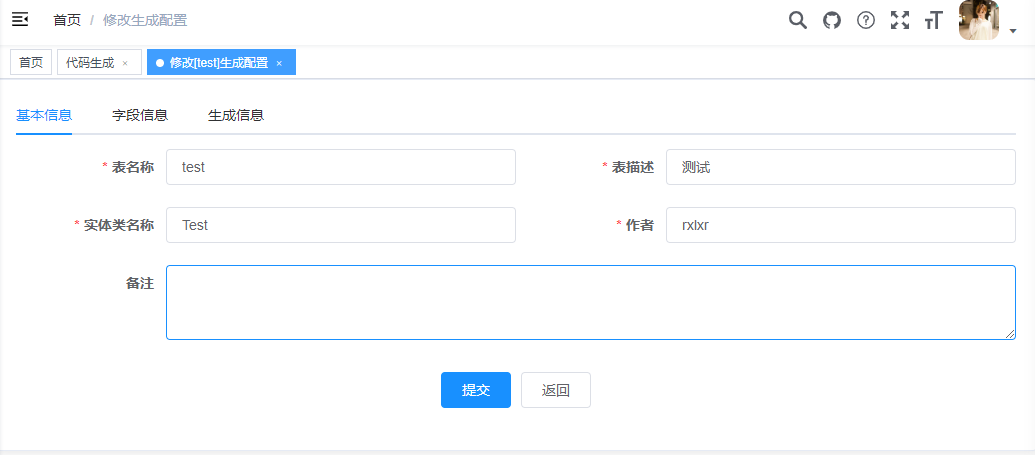 首页 / 修改生成配置
首页 代码生成 × 修改[test]生成配置 ×
基本信息 字段信息 生成信息
* 表名称 test * 表描述 测试
* 实体类名称 Test * 作者 rxlxr
备注
提交 返回